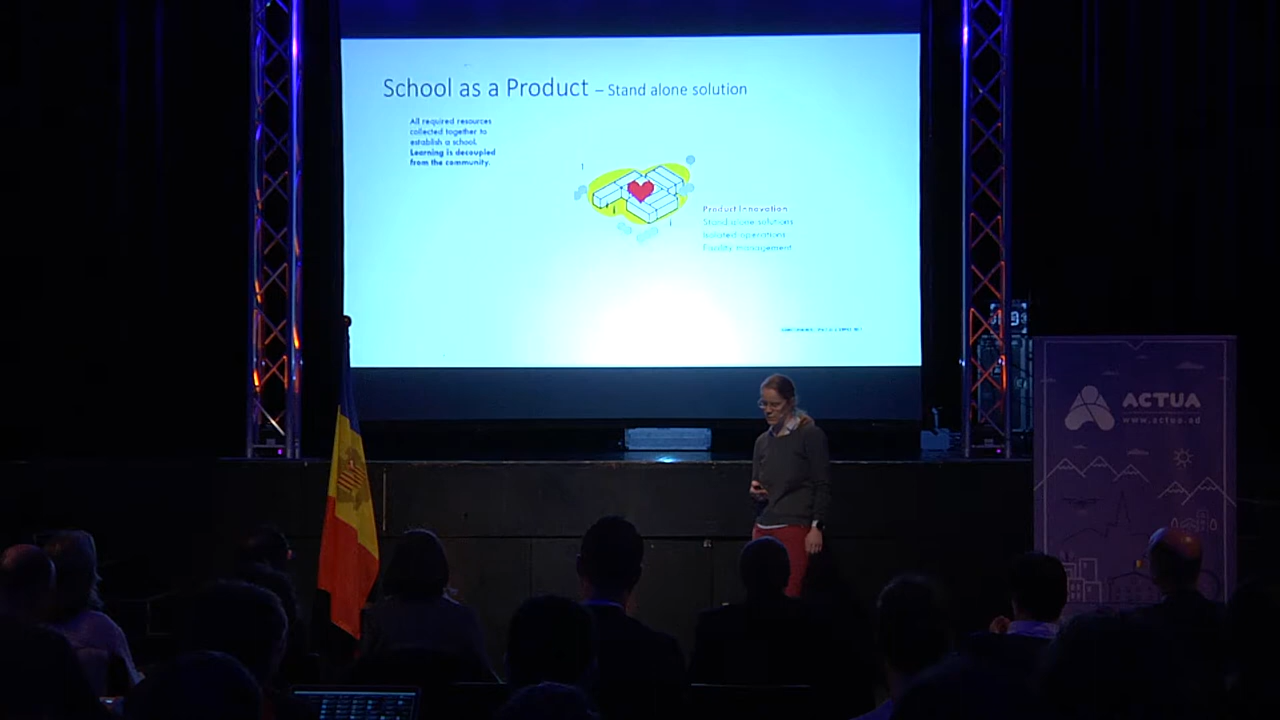 School as a Product – Stand alone solution
All required resources
collected together to
establish a school.
Learning is decoupled
from the community.
Product Innovation
Stand alone solutions
Isolated operations
Facility management
ACTUA
www.actua.ad